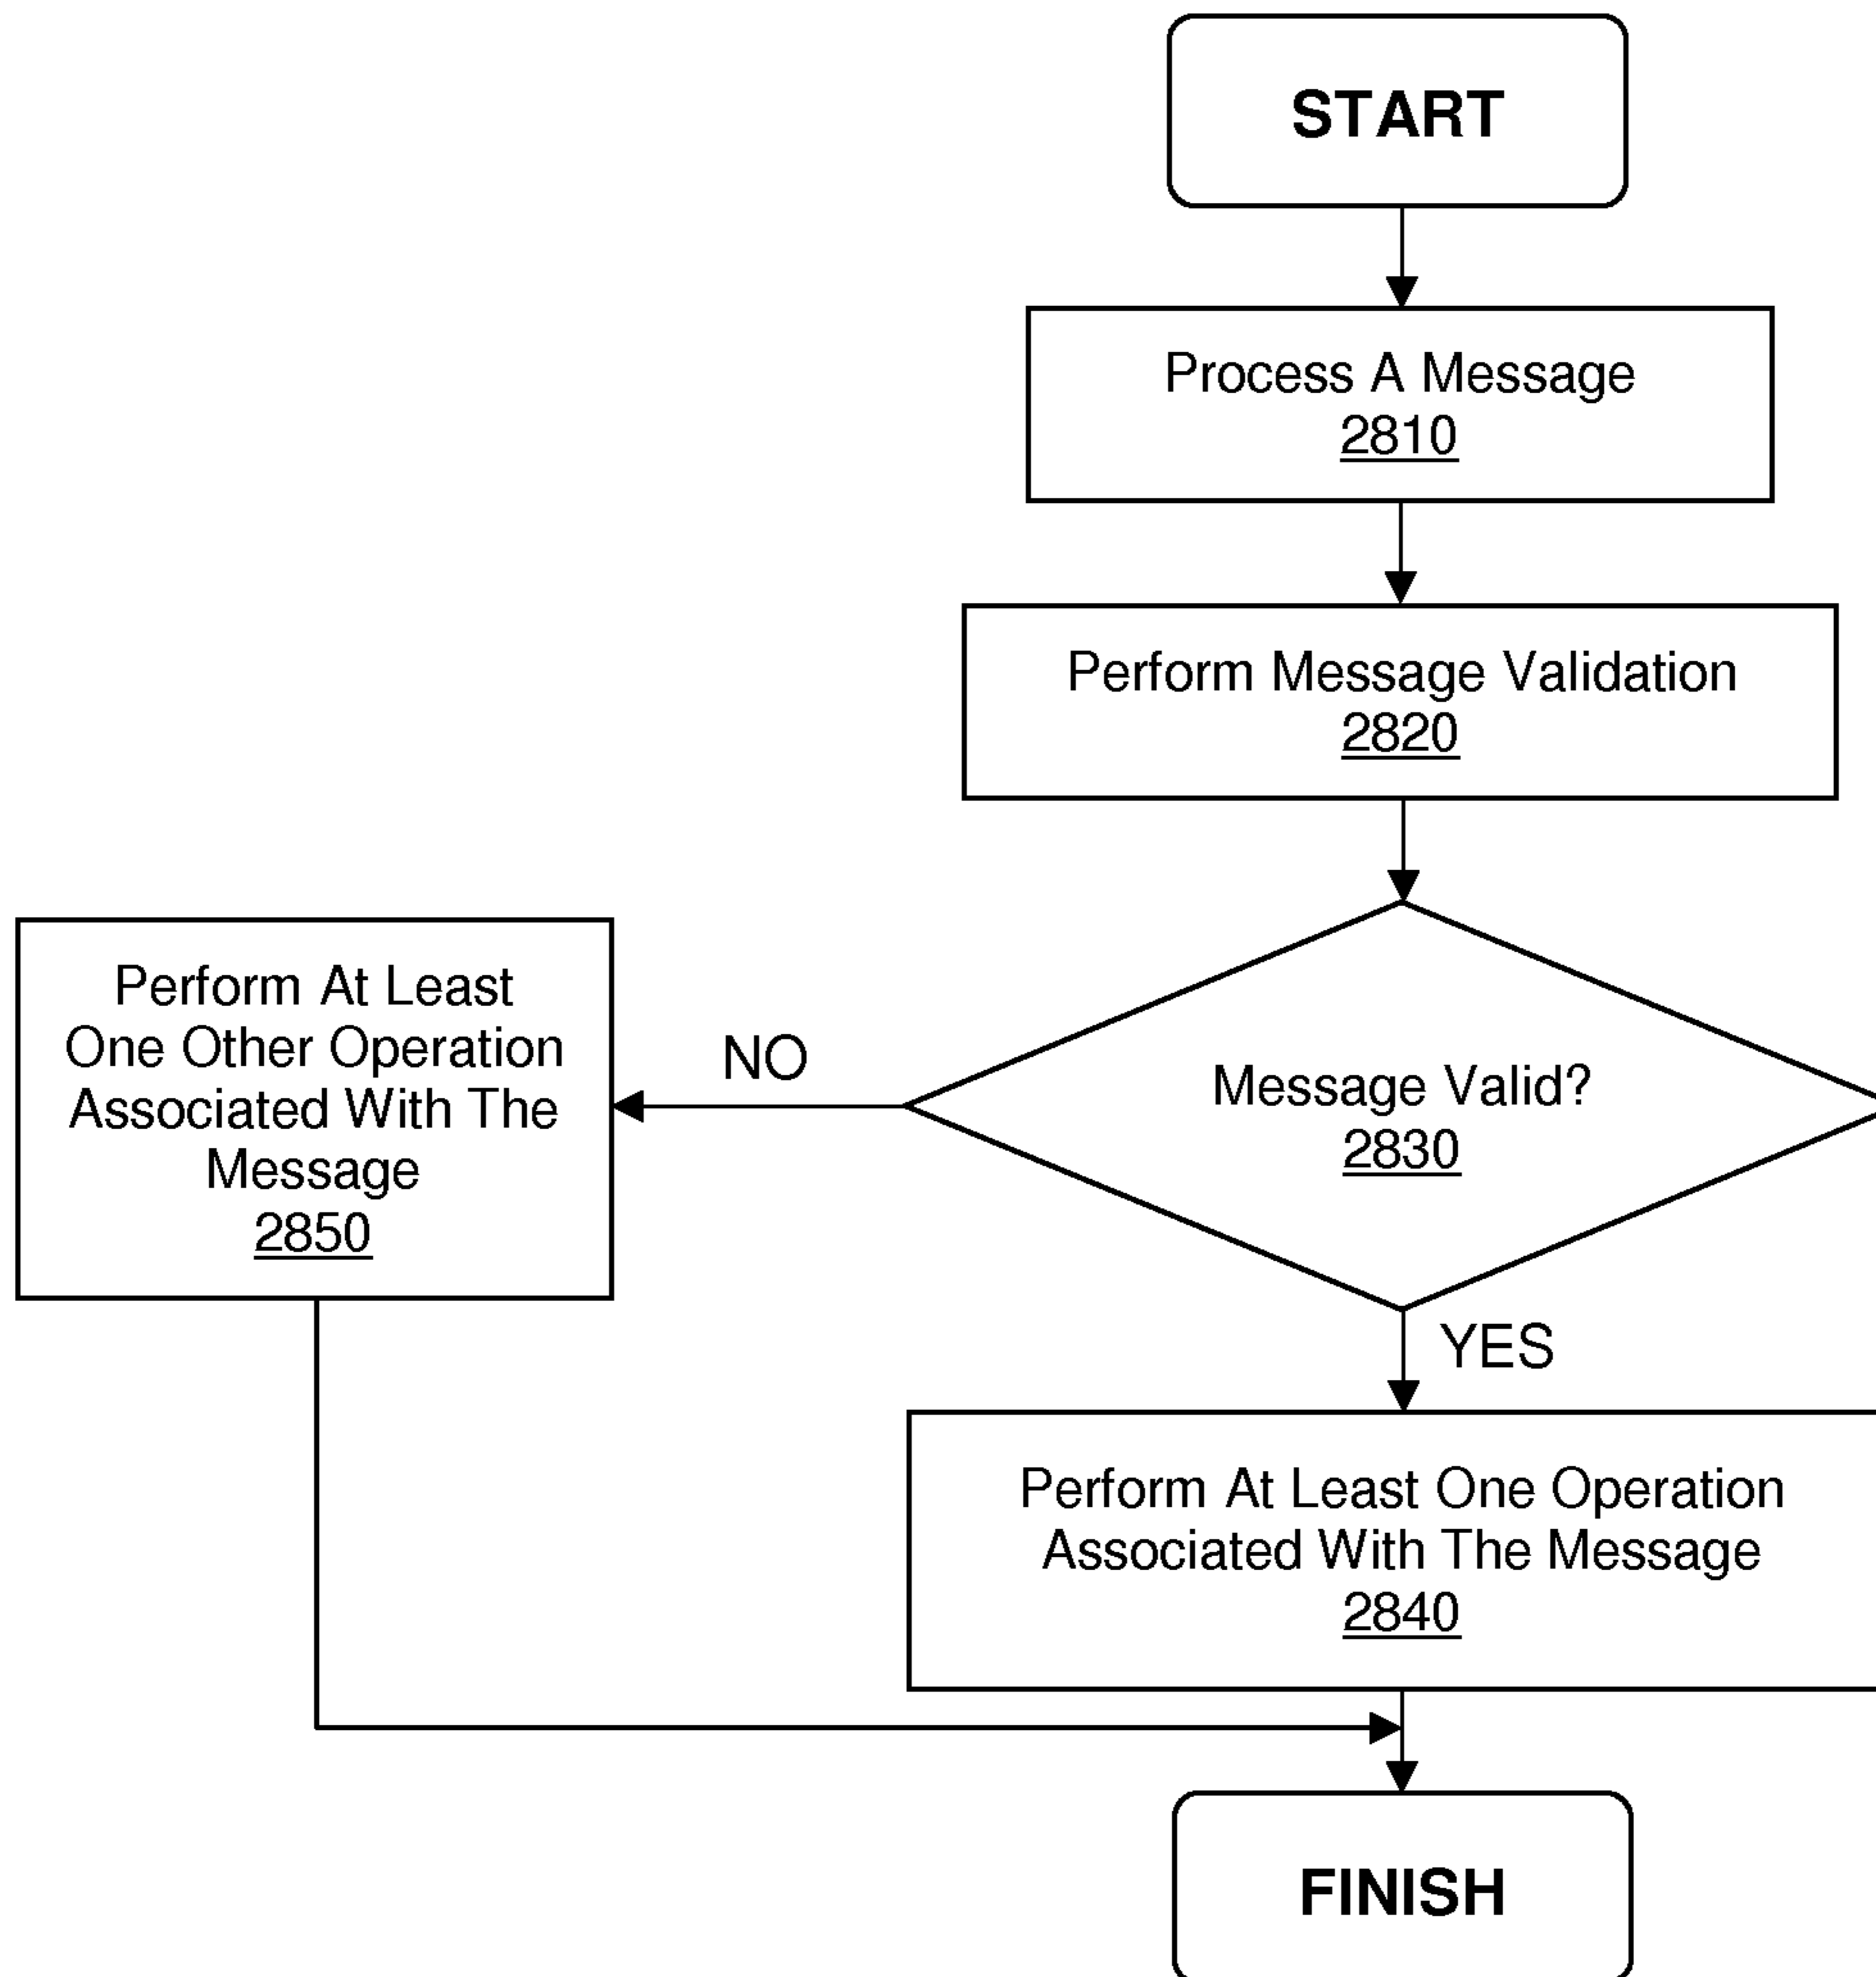 START
Process A Message
2810
Perform Message Validation
2820
Message Valid?
2830
NO
Perform At Least
One Other Operation
Associated With The
Message
2850
YES
Perform At Least One Operation
Associated With The Message
2840
FINISH